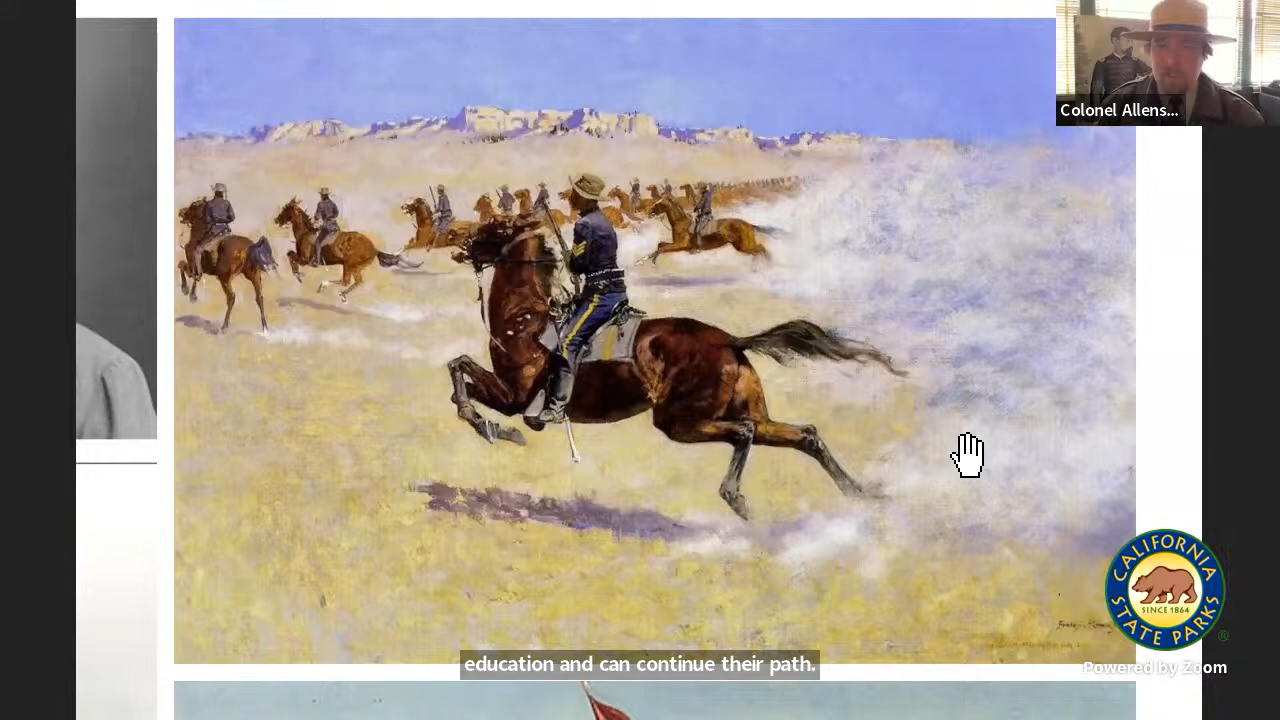 Colonel Allens...
CALIFORNIA
SINCE 1864
STATE PARKS
®
education and can continue their path.
Powered by Zoom